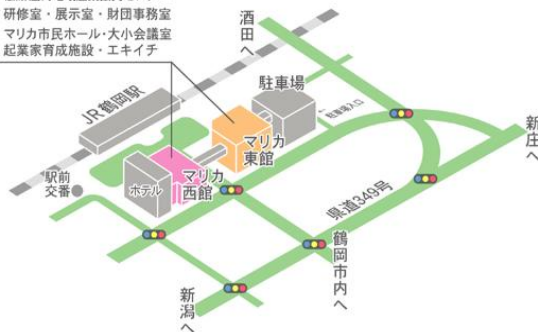 研修室・展示室・財団事務室
マリカ市民ホール・大小会議室
起業家育成施設・エキイチ
酒田へ
JR鶴岡駅
駐車場
駐車場入口
マリカ
東館
新庄へ
駅前
交番
ホテル
マリカ
西館
県道349号
鶴岡市内へ
新潟へ